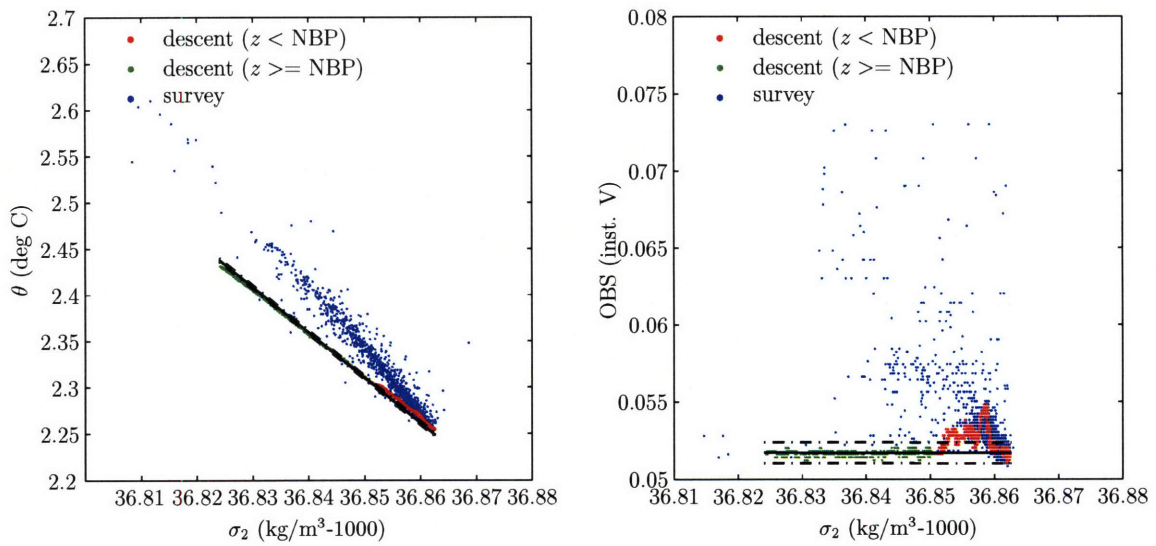 2.7
2.65
2.6
2.55
2.5
2.45
2.4
2.35
2.3
2.25
2.2
θ (deg C)
descent (z < NBP)
descent (z >= NBP)
survey
36.81 36.82 36.83 36.84 36.85 36.86 36.87 36.88
σ₂ (kg/m³-1000)
0.08
0.075
0.07
0.065
0.06
0.055
0.05
OBS (inst. V)
descent (z < NBP)
descent (z >= NBP)
survey
36.81 36.82 36.83 36.84 36.85 36.86 36.87 36.88
σ₂ (kg/m³-1000)